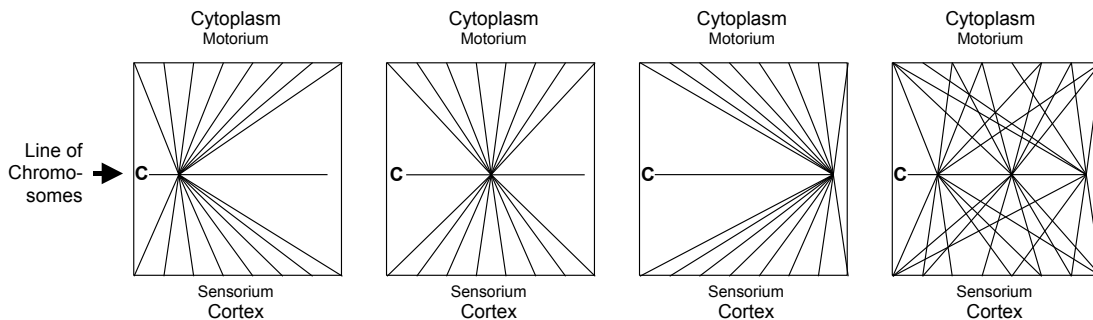 Cytoplasm
Motorium
Cytoplasm
Motorium
Cytoplasm
Motorium
Cytoplasm
Motorium
Line of
Chromo-
somes
C
C
C
C
Sensorium
Cortex
Sensorium
Cortex
Sensorium
Cortex
Sensorium
Cortex